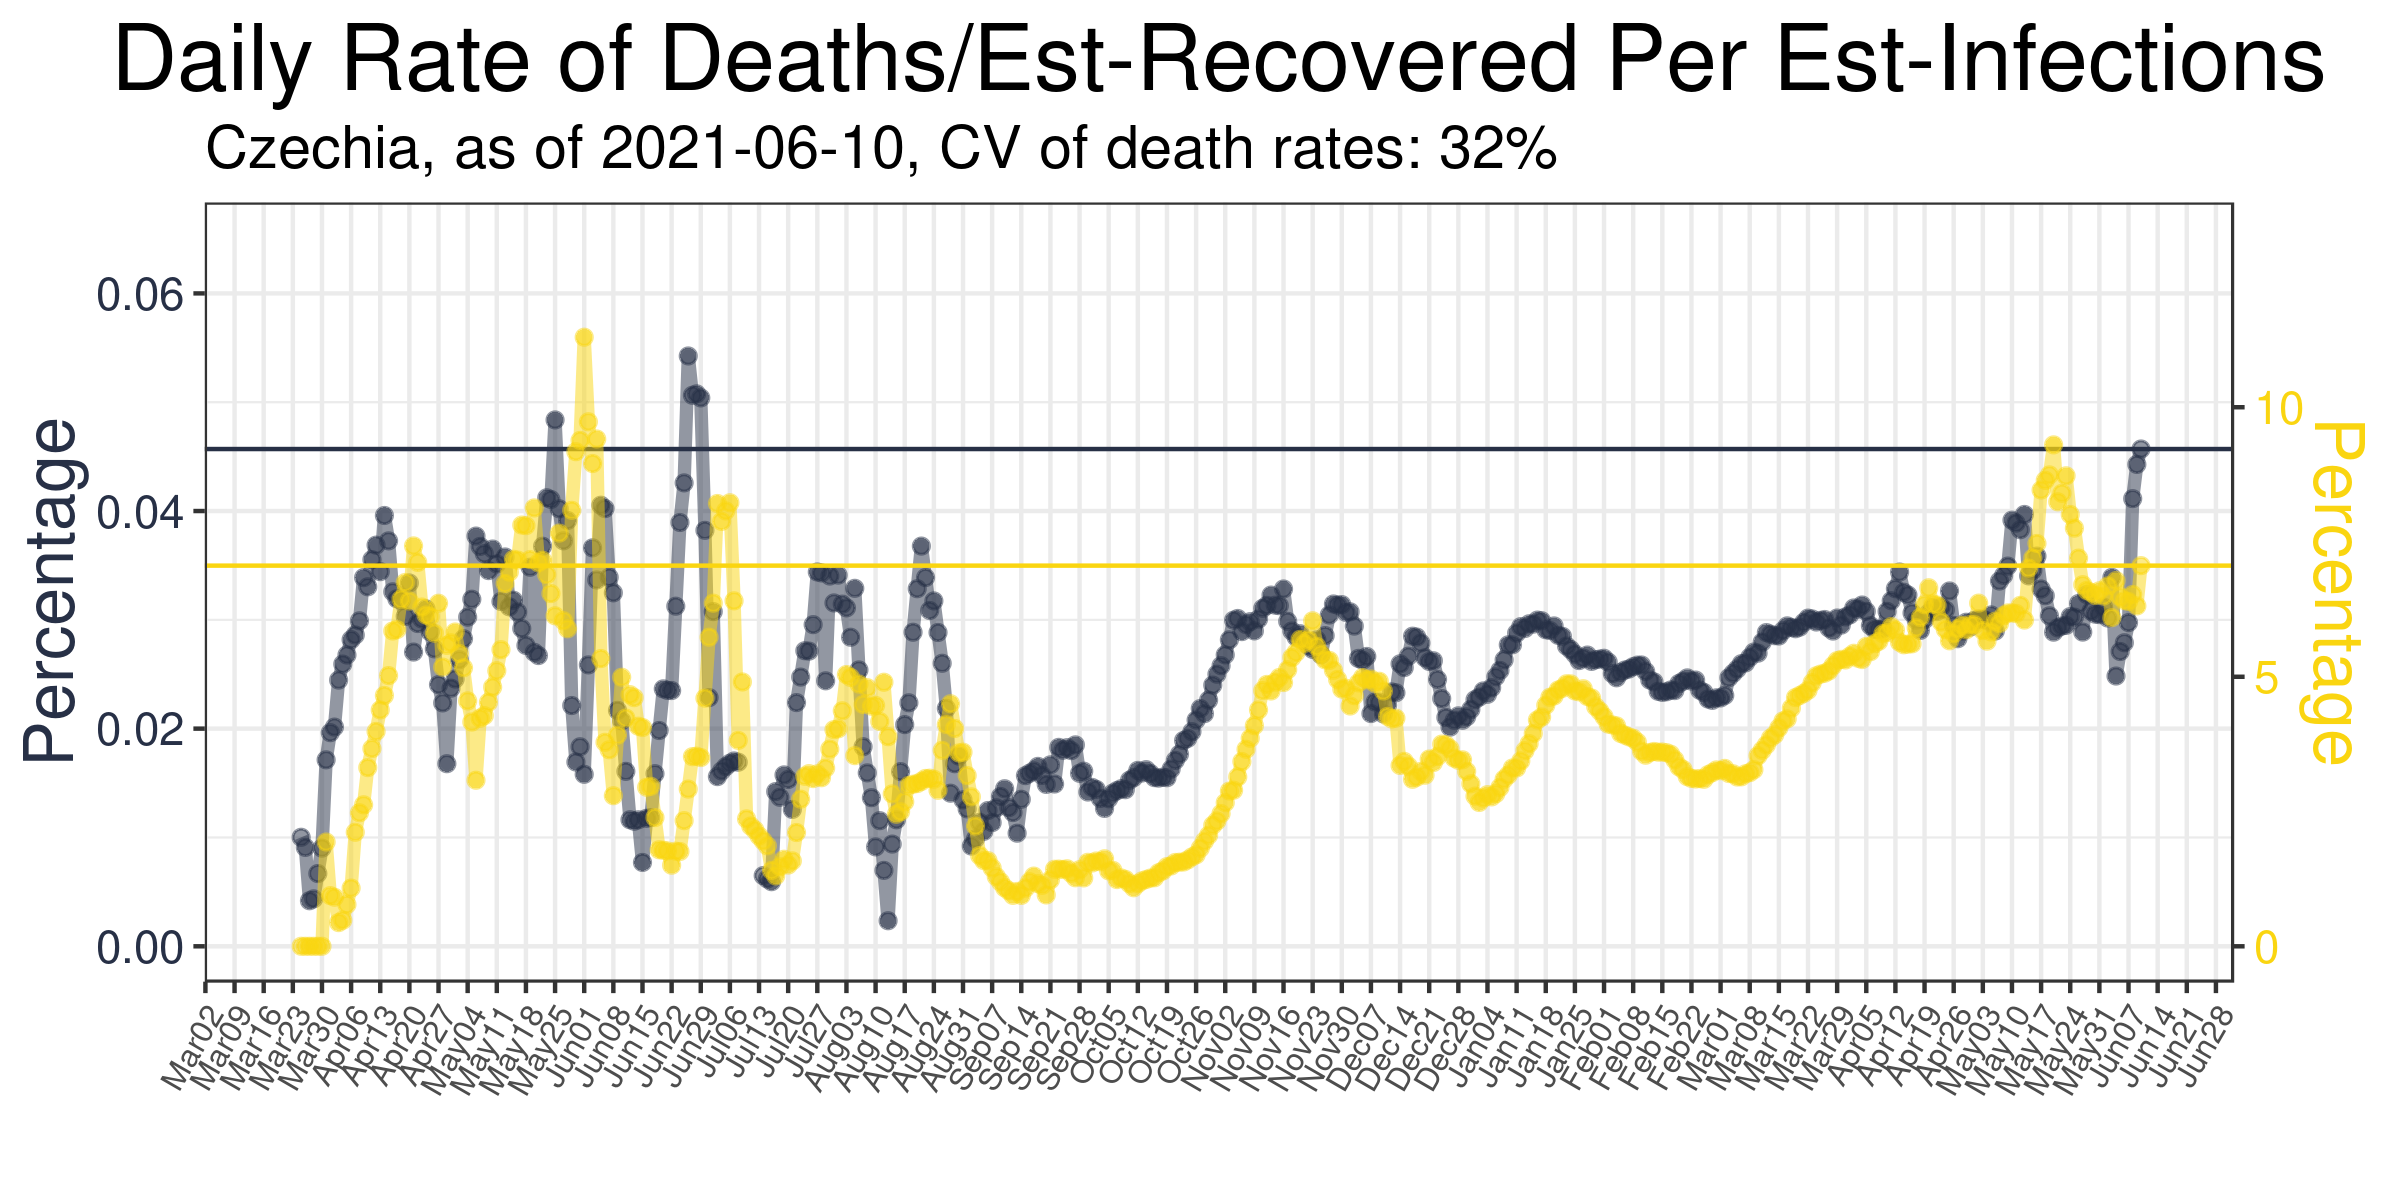 Daily Rate of Deaths/Est-Recovered Per Est-Infections
Czechia, as of 2021-06-10, CV of death rates: 32%
Percentage
0.06
0.04
0.02
0.00
10
5
0
Percentage
Mar02
Mar09
Mar16
Mar23
Mar30
Apr06
Apr13
Apr20
Apr27
May04
May11
May18
May25
Jun01
Jun08
Jun15
Jun22
Jun29
Jul06
Jul13
Jul20
Jul27
Aug03
Aug10
Aug17
Aug24
Aug31
Sep07
Sep14
Sep21
Sep28
Oct05
Oct12
Oct19
Oct26
Nov02
Nov09
Nov16
Nov23
Nov30
Dec07
Dec14
Dec21
Dec28
Jan04
Jan11
Jan18
Jan25
Feb01
Feb08
Feb15
Feb22
Mar01
Mar08
Mar15
Mar22
Mar29
Apr05
Apr12
Apr19
Apr26
May03
May10
May17
May24
May31
Jun07
Jun14
Jun21
Jun28